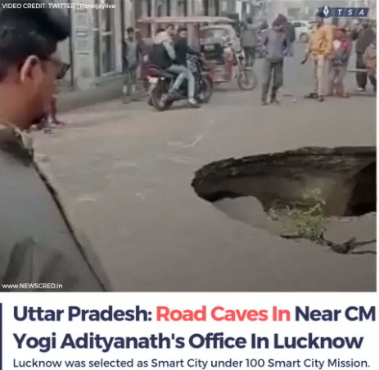 VIDEO CREDIT: TWITTER
TSA
www.NEWSCRED.in
Uttar Pradesh: Road Caves In Near CM
Yogi Adityanath's Office In Lucknow
Lucknow was selected as Smart City under 100 Smart City Mission.